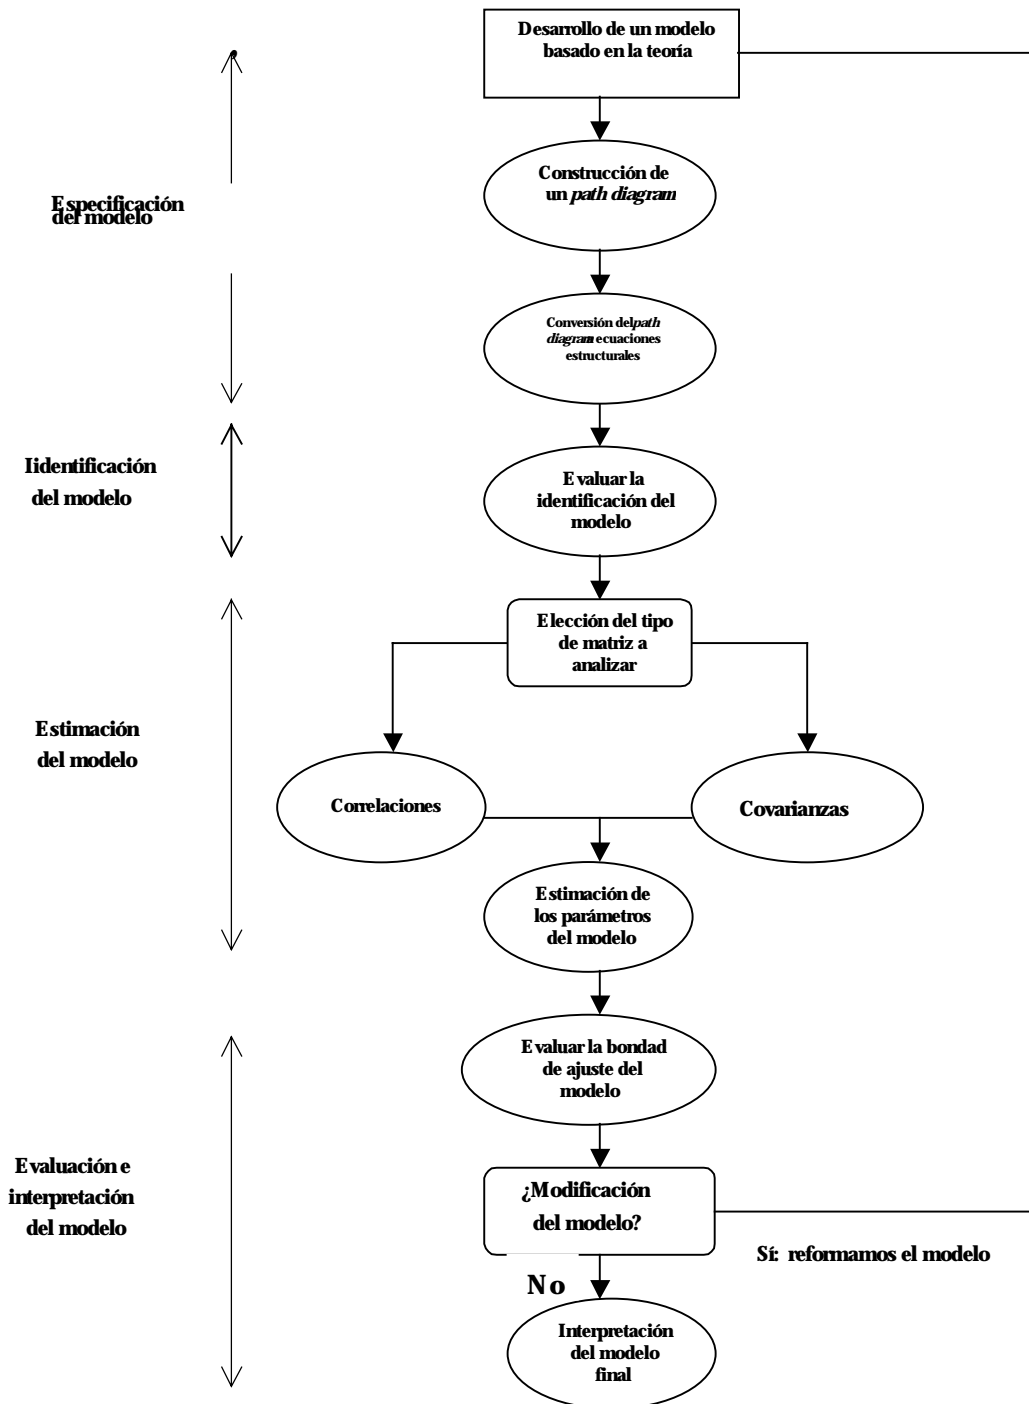 Desarrollo de un modelo
basado en la teoría
Construcción de
un path diagram
Especificación
del modelo
Conversión del path
diagram ecuaciones
estructurales
Iidentificación
del modelo
Evaluar la
identificación del
modelo
Elección del tipo
de matriz a
analizar
Estimación
del modelo
Correlaciones
Covarianzas
Estimación de
los parámetros
del modelo
Evaluar la bondad
de ajuste del
modelo
Evaluación e
interpretación
del modelo
¿Modificación
del modelo?
Sí: reformamos el modelo
No
Interpretación
del modelo
final